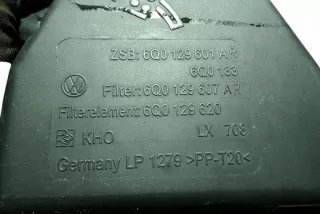 ZSB: 6Q0 129 601 AR
6Q0 183
Filter: 6Q0 129 607 AR
Filterelement: 6Q0 129 620
KHO LX 708
Germany LP 1279 >PP-T20<